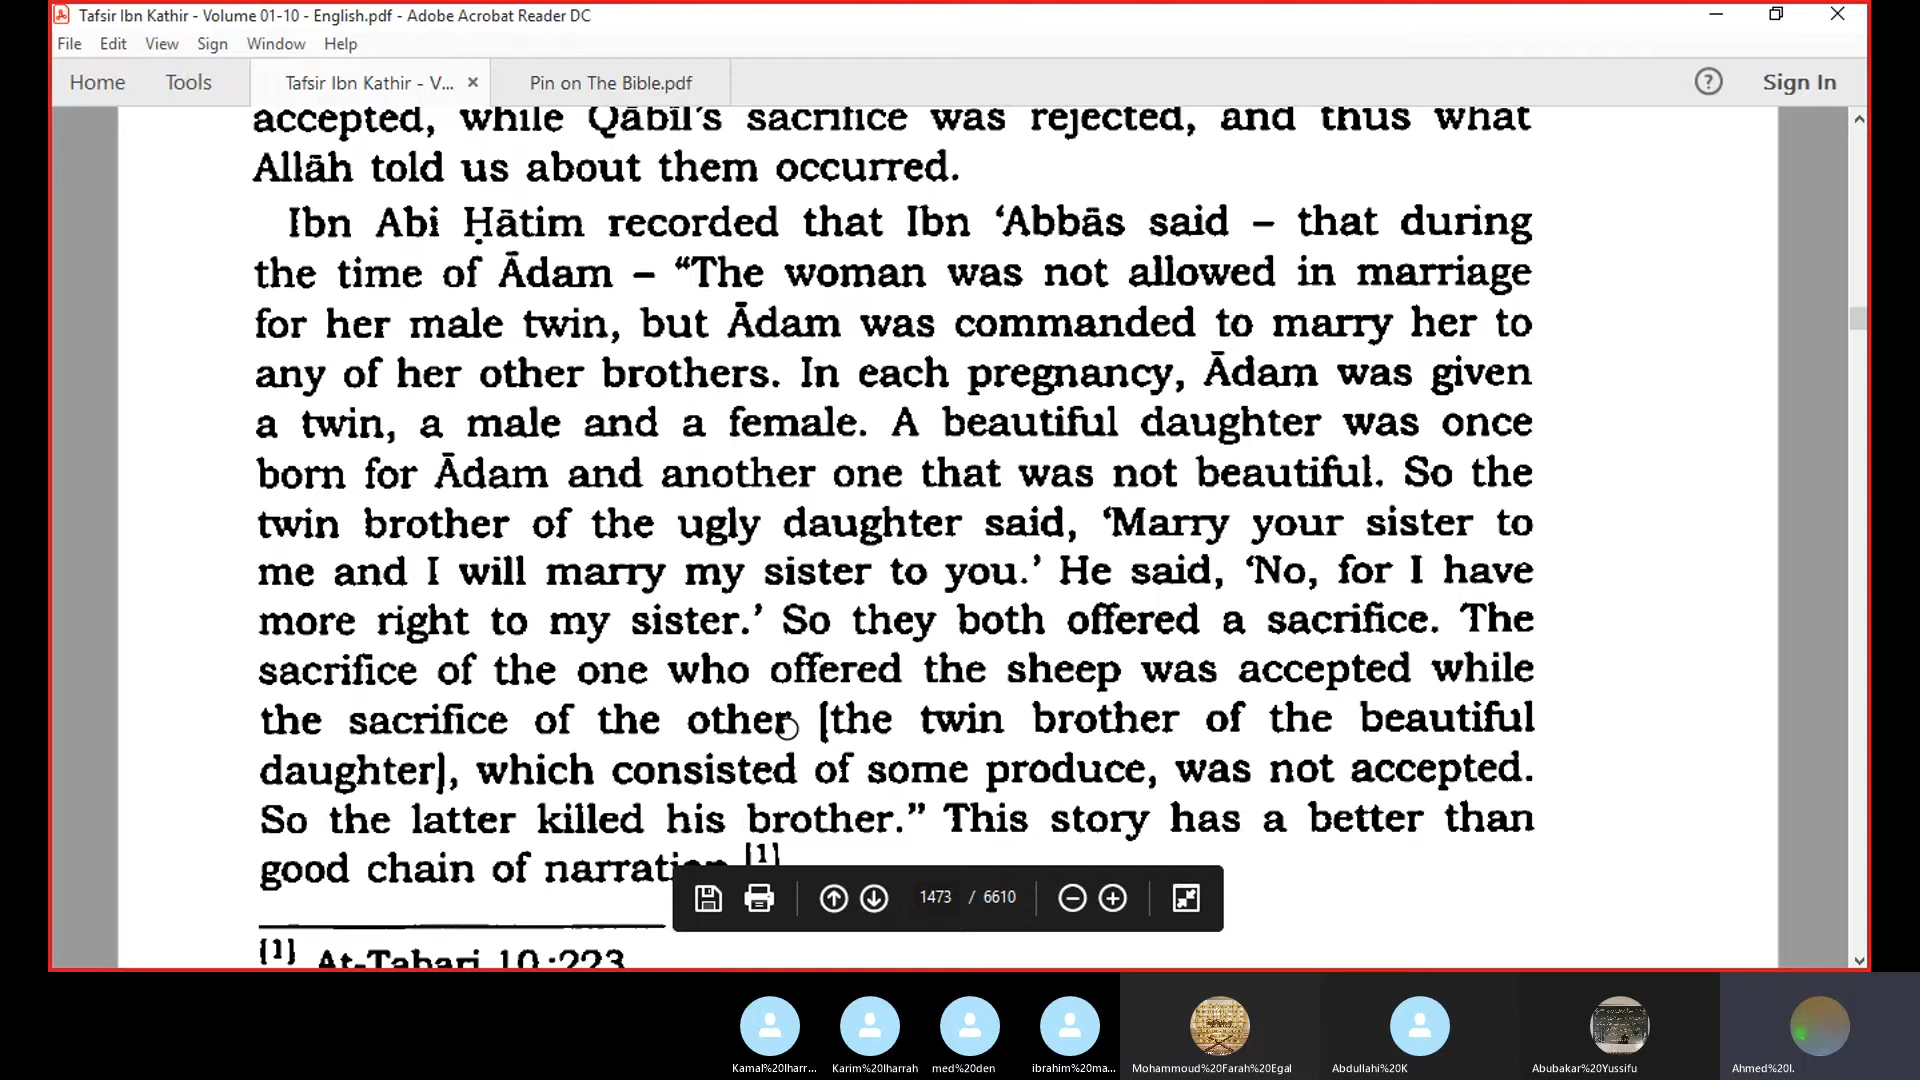 Tafsir Ibn Kathir - Volume 01-10 - English.pdf - Adobe Acrobat Reader DC
File Edit View Sign Window Help
Home Tools Tafsir Ibn Kathir - V... × Pin on The Bible.pdf ? Sign In
accepted, while Qābīl's sacrifice was rejected, and thus what
Allāh told us about them occurred.
Ibn Abi Ḥātim recorded that Ibn 'Abbās said – that during
the time of Ādam – "The woman was not allowed in marriage
for her male twin, but Ādam was commanded to marry her to
any of her other brothers. In each pregnancy, Ādam was given
a twin, a male and a female. A beautiful daughter was once
born for Ādam and another one that was not beautiful. So the
twin brother of the ugly daughter said, 'Marry your sister to
me and I will marry my sister to you.' He said, 'No, for I have
more right to my sister.' So they both offered a sacrifice. The
sacrifice of the one who offered the sheep was accepted while
the sacrifice of the other [the twin brother of the beautiful
daughter], which consisted of some produce, was not accepted.
So the latter killed his brother." This story has a better than
good chain of narration.[1]
1473 / 6610
[1] At-Tabari 10:223
Kamal%20Iharr... Karim%20Iharrah med%20den ibrahim%20ma... Mohammoud%20Farah%20Egal Abdullahi%20K Abubakar%20Yussifu Ahmed%20I.